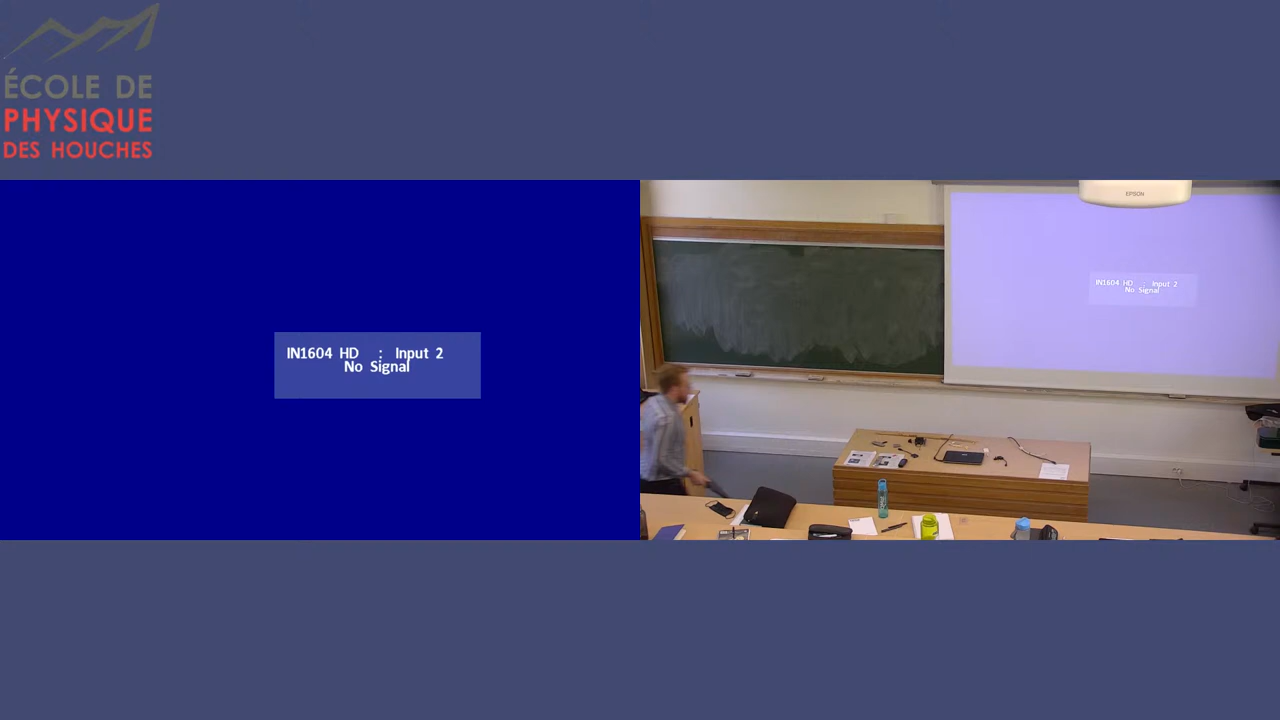 ÉCOLE DE
PHYSIQUE
DES HOUCHES
IN1604 HD : Input 2
No Signal
EPSON
IN1604 HD : Input 2
No Signal